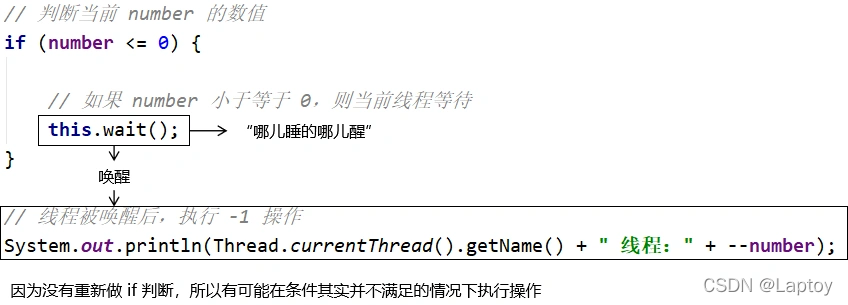 // 判断当前 number 的数值
if (number <= 0) {
// 如果 number 小于等于 0，则当前线程等待
this.wait(); “哪儿睡的哪儿醒”
}
唤醒
// 线程被唤醒后，执行 -1 操作
System.out.println(Thread.currentThread().getName() + " 线程：" + --number);
因为没有重新做 if 判断，所以有可能在条件其实并不满足的情况下执行操作
CSDN @Laptoy